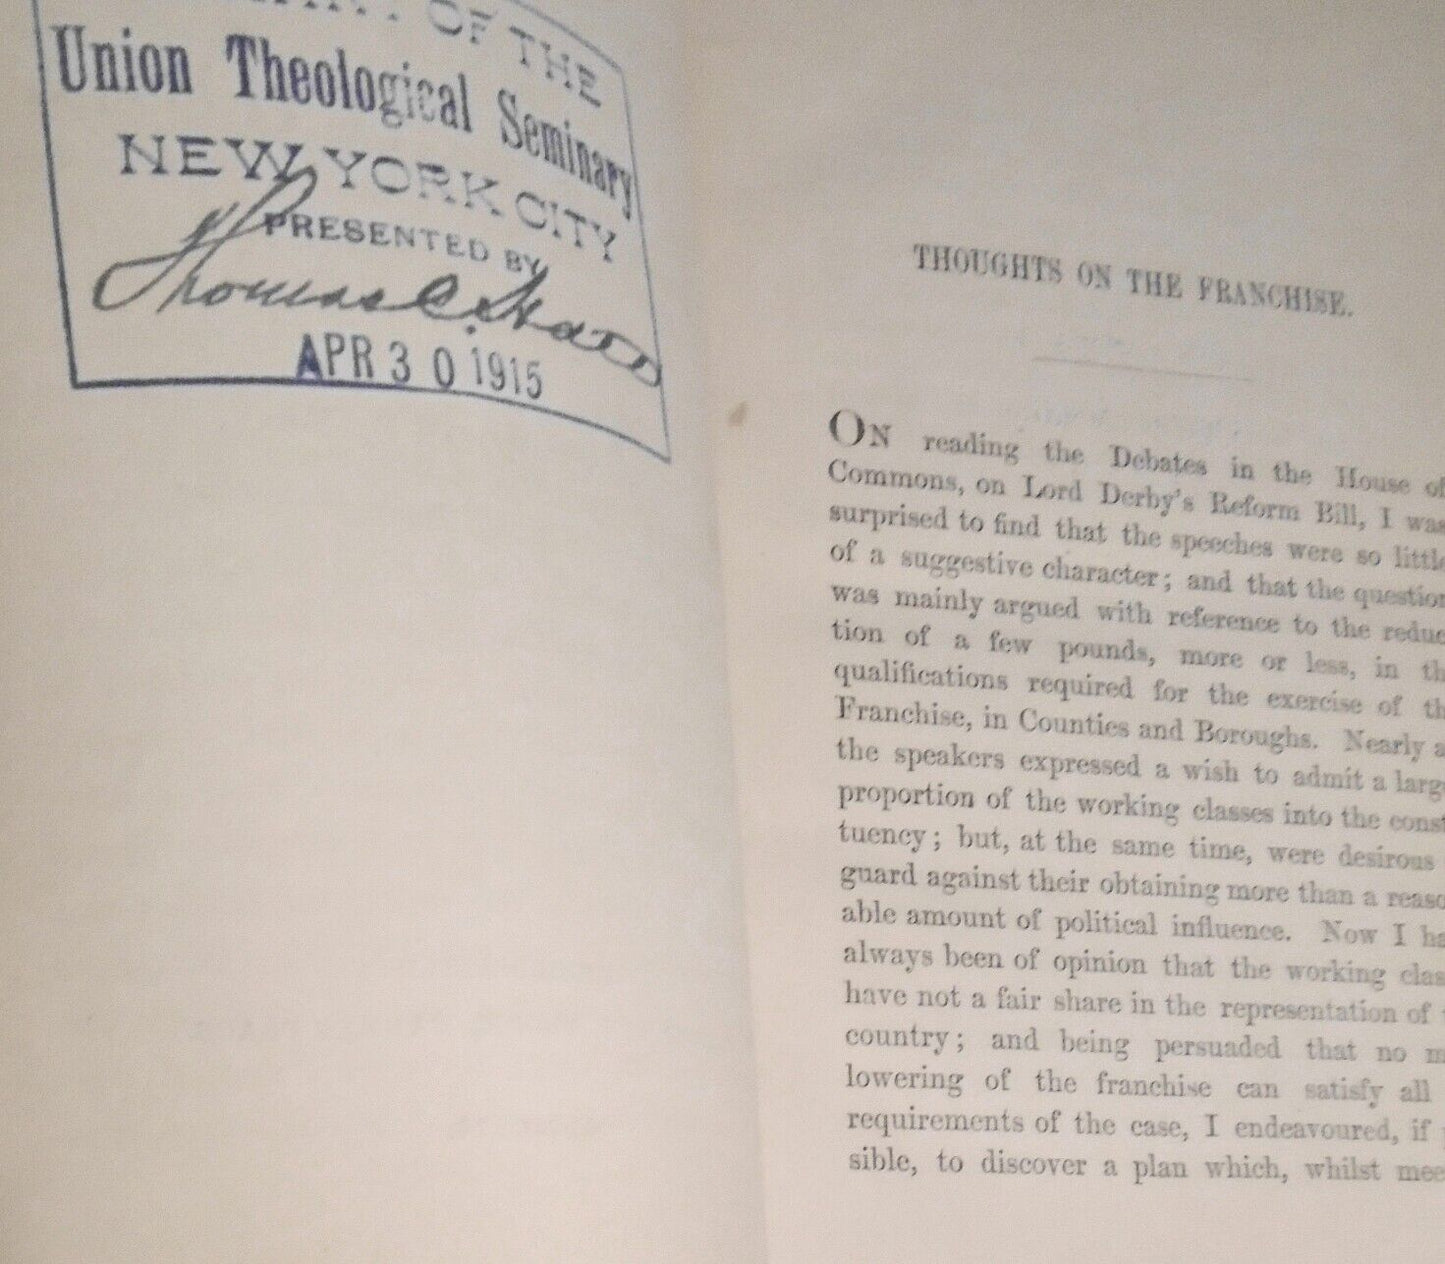 OF THE
Union Theological Seminary
NEW YORK CITY
PRESENTED BY
Thomas C.
APR 30 1915
THOUGHTS ON THE FRANCHISE.
ON reading the Debates in the House of
Commons, on Lord Derby's Reform Bill, I was
surprised to find that the speeches were so little
of a suggestive character; and that the question
was mainly argued with reference to the reduc
tion of a few pounds, more or less, in th
qualifications required for the exercise of th
Franchise, in Counties and Boroughs. Nearly a
the speakers expressed a wish to admit a large
proportion of the working classes into the const
tuency; but, at the same time, were desirous
guard against their obtaining more than a reaso
able amount of political influence. Now I ha
always been of opinion that the working clas
have not a fair share in the representation of
country; and being persuaded that no m
lowering of the franchise can satisfy all
requirements of the case, I endeavoured, if
sible, to discover a plan which, whilst mee